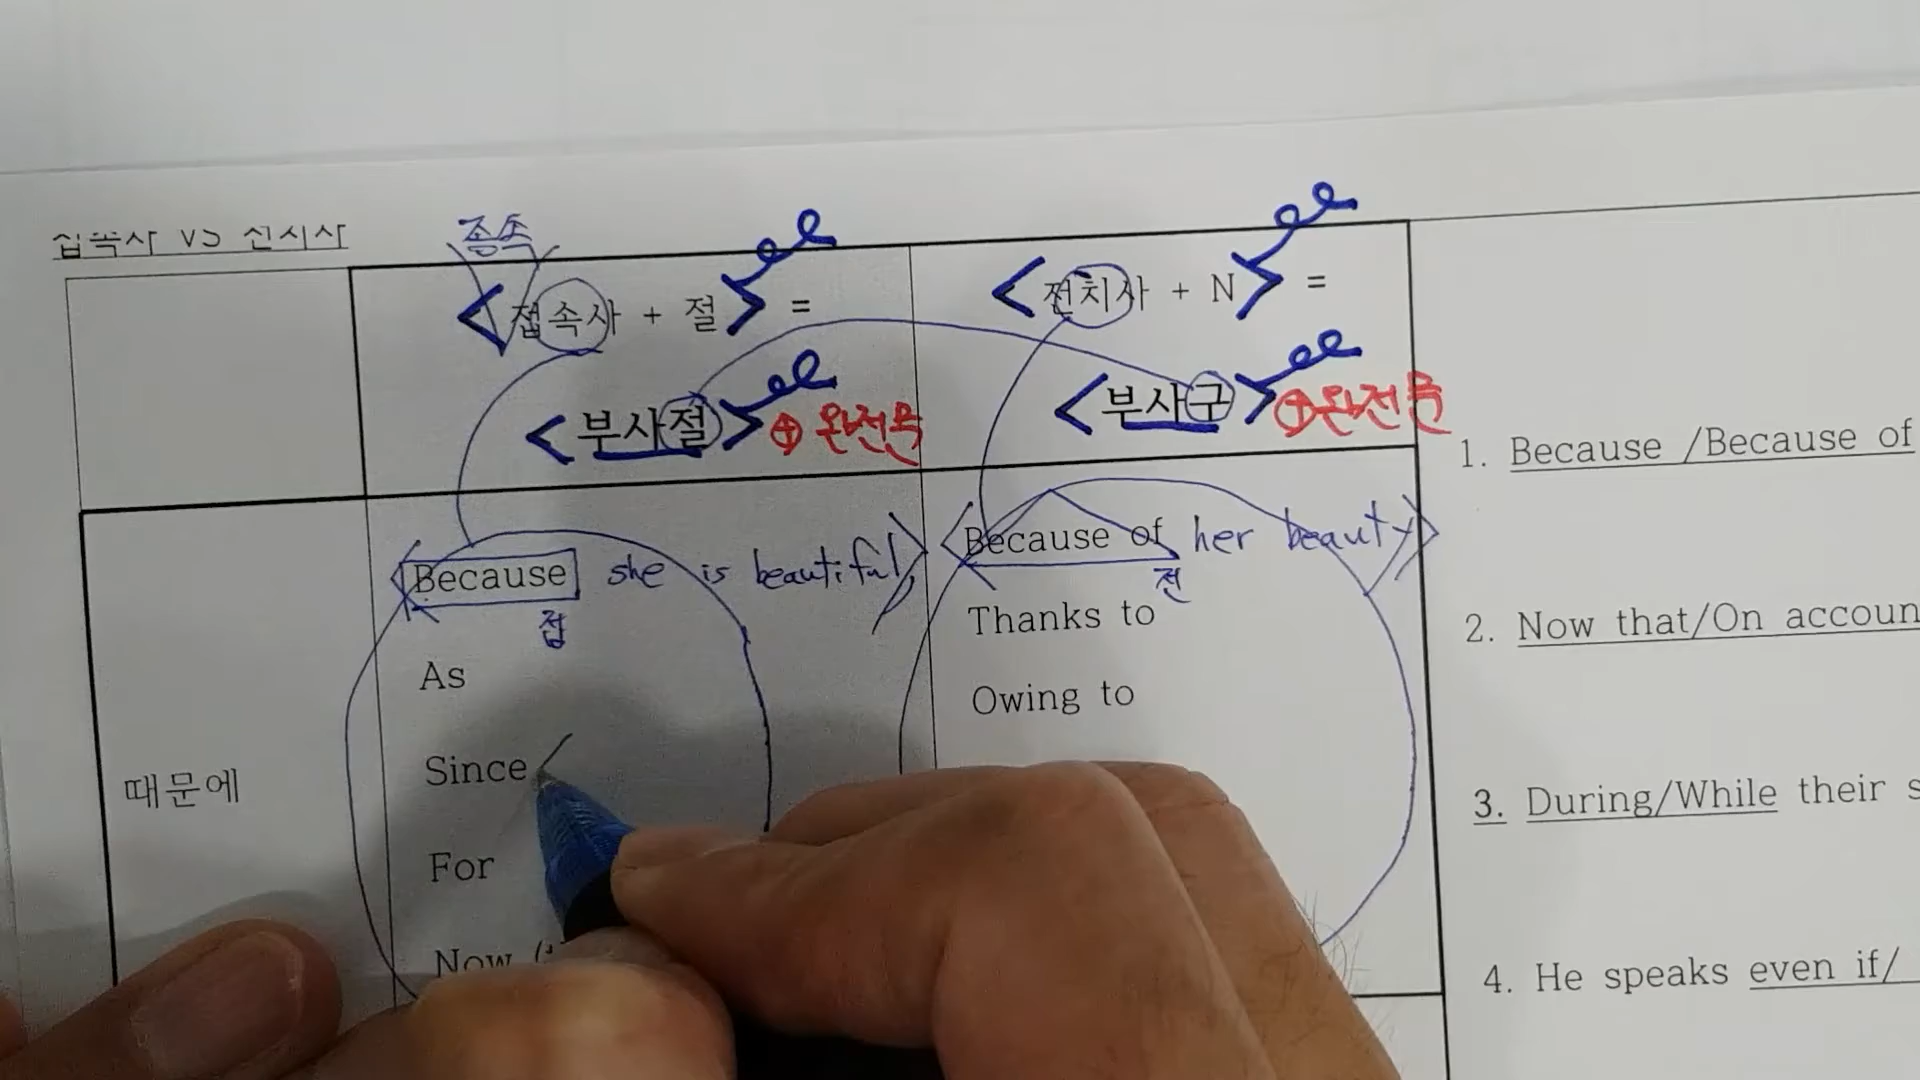 접속사 VS 전치사
종속
<접속사 + 절> =
<전치사 + N> =
<부사절> + 완전문
<부사구> + 완전문
때문에
<Because she is beautiful,>
접
As
Since
For
Now
<Because of her beauty>
전
Thanks to
Owing to
1. Because /Because of
2. Now that/On accoun
3. During/While their s
4. He speaks even if/